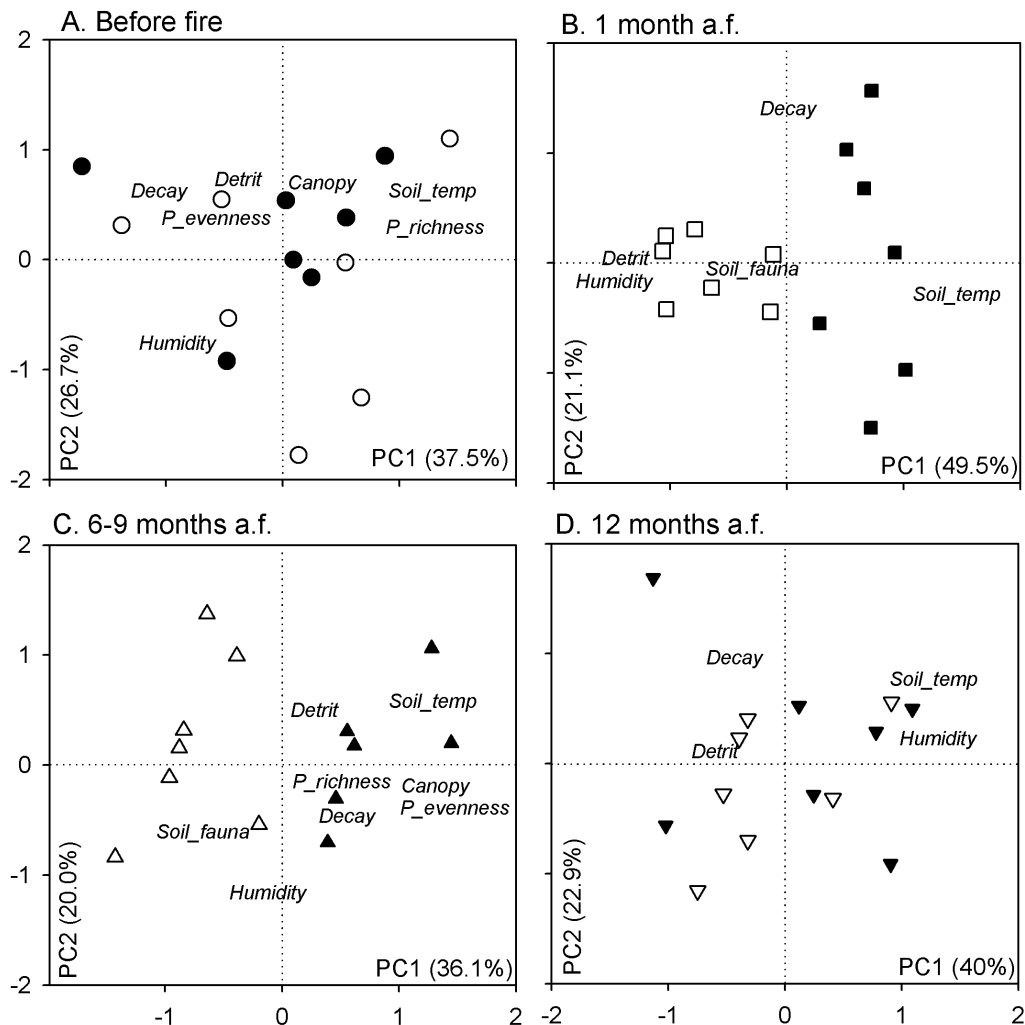 A. Before fire
2
1
0
-1
-2
Decay
Detrit
Canopy
Soil_temp
P_evenness
P_richness
Humidity
PC2 (26.7%)
PC1 (37.5%)
B. 1 month a.f.
Decay
Detrit
Humidity
Soil_fauna
Soil_temp
PC2 (21.1%)
PC1 (49.5%)
C. 6-9 months a.f.
2
1
0
-1
-2
Detrit
Soil_temp
P_richness
Canopy
P_evenness
Decay
Soil_fauna
Humidity
PC2 (20.0%)
PC1 (36.1%)
-1
0
1
2
D. 12 months a.f.
Decay
Soil_temp
Detrit
Humidity
PC2 (22.9%)
PC1 (40%)
-2
-1
0
1
2